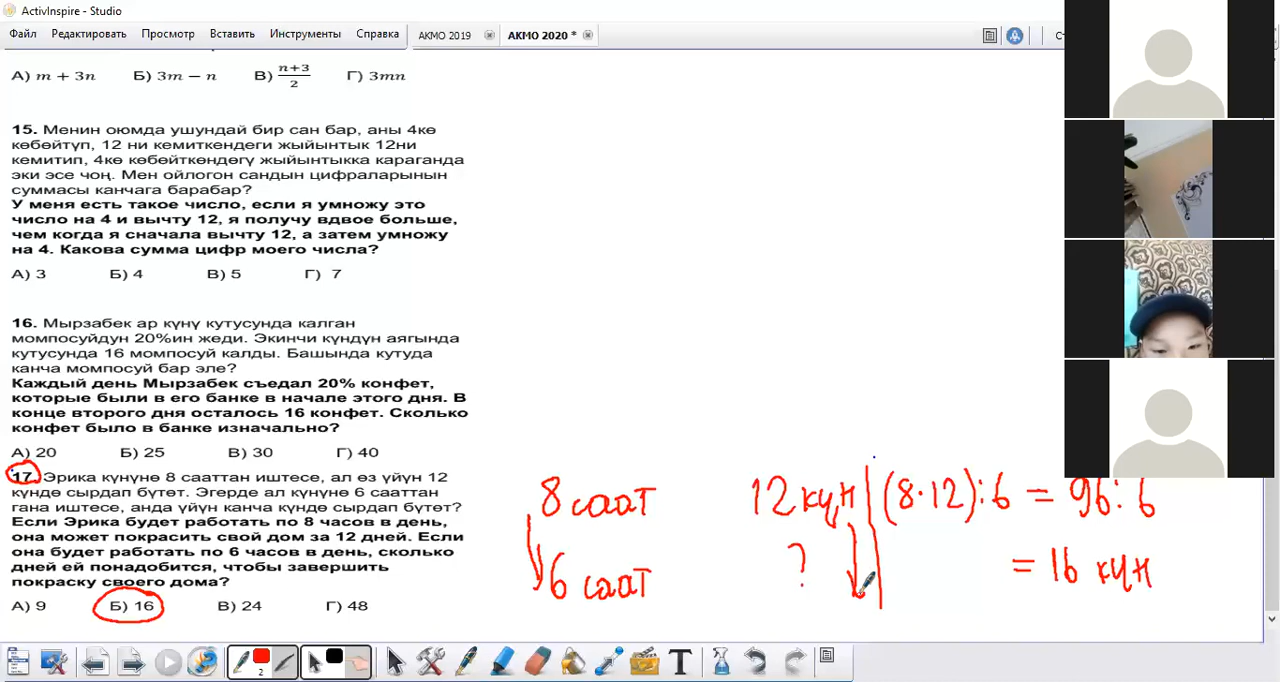 ActivInspire - Studio
Файл Редактировать Просмотр Вставить Инструменты Справка AKMO 2019 AKMO 2020 *
А) m + 3n Б) 3m − n В) n+3/2 Г) 3mn
15. Менин оюмда ушундай бир сан бар, аны 4кө
көбөйтүп, 12 ни кемиткендеги жыйынтык 12ни
кемитип, 4кө көбөйткөндөгү жыйынтыкка караганда
эки эсе чоң. Мен ойлогон сандын цифраларынын
суммасы канчага барабар?
У меня есть такое число, если я умножу это
число на 4 и вычту 12, я получу вдвое больше,
чем когда я сначала вычту 12, а затем умножу
на 4. Какова сумма цифр моего числа?
А) 3 Б) 4 В) 5 Г) 7
16. Мырзабек ар күнү кутусунда калган
момпосуйдун 20%ин жеди. Экинчи күндүн аягында
кутусунда 16 момпосуй калды. Башында кутуда
канча момпосуй бар эле?
Каждый день Мырзабек съедал 20% конфет,
которые были в его банке в начале этого дня. В
конце второго дня осталось 16 конфет. Сколько
конфет было в банке изначально?
А) 20 Б) 25 В) 30 Г) 40
17. Эрика күнүнө 8 сааттан иштесе, ал өз үйүн 12
күндө сырдап бүтөт. Эгерде ал күнүнө 6 сааттан
гана иштесе, анда үйүн канча күндө сырдап бүтөт?
Если Эрика будет работать по 8 часов в день,
она может покрасить свой дом за 12 дней. Если
она будет работать по 6 часов в день, сколько
дней ей понадобится, чтобы завершить
покраску своего дома?
А) 9 Б) 16 В) 24 Г) 48
8 саат 12 күн (8·12):6 = 96:6
6 саат ? = 16 күн
2